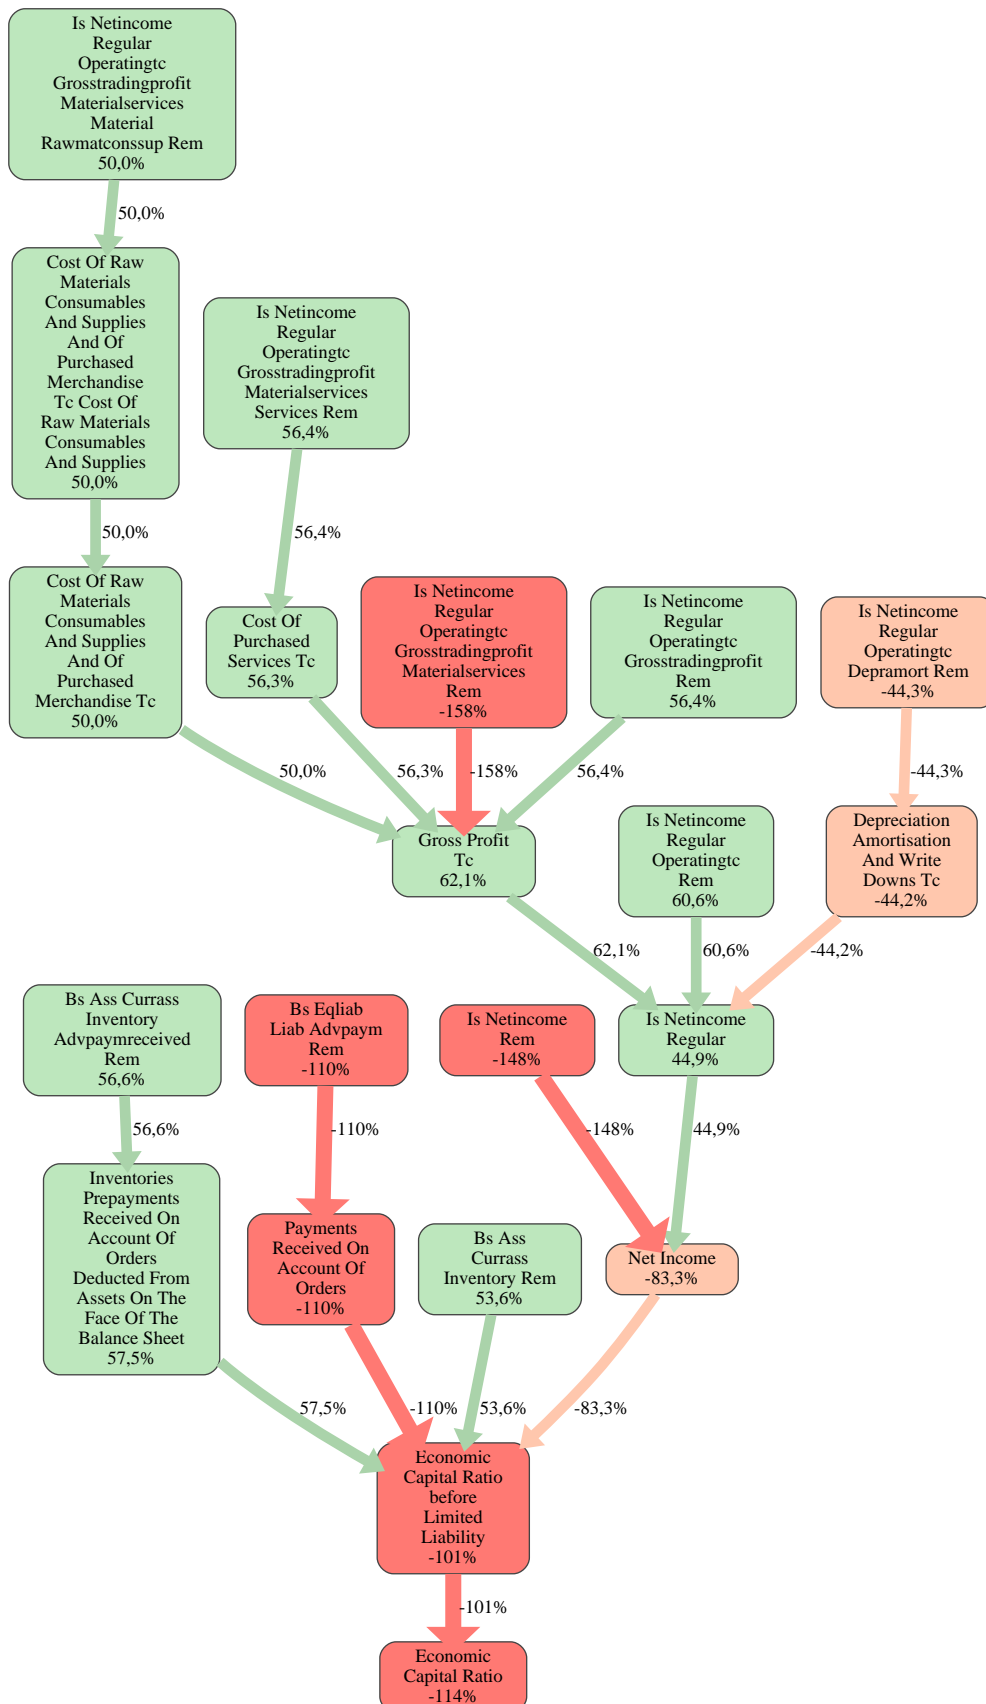 Is Netincome
Regular
Operatingtc
Grosstradingprofit
Materialservices
Material
Rawmatconssup Rem
50,0%
50,0%
Cost Of Raw
Materials
Consumables
And Supplies
And Of
Purchased
Merchandise
Tc Cost Of
Raw Materials
Consumables
And Supplies
50,0%
Is Netincome
Regular
Operatingtc
Grosstradingprofit
Materialservices
Services Rem
56,4%
50,0%
56,4%
Cost Of Raw
Materials
Consumables
And Supplies
And Of
Purchased
Merchandise Tc
50,0%
Cost Of
Purchased
Services Tc
56,3%
Is Netincome
Regular
Operatingtc
Grosstradingprofit
Materialservices
Rem
-158%
Is Netincome
Regular
Operatingtc
Grosstradingprofit
Rem
56,4%
Is Netincome
Regular
Operatingtc
Depramort Rem
-44,3%
50,0%
56,3%
-158%
56,4%
-44,3%
Gross Profit
Tc
62,1%
Is Netincome
Regular
Operatingtc
Rem
60,6%
Depreciation
Amortisation
And Write
Downs Tc
-44,2%
62,1%
60,6%
-44,2%
Bs Ass Currass
Inventory
Advpaymreceived
Rem
56,6%
Bs Eqliab
Liab Advpaym
Rem
-110%
Is Netincome
Rem
-148%
Is Netincome
Regular
44,9%
56,6%
-110%
-148%
44,9%
Inventories
Prepayments
Received On
Account Of
Orders
Deducted From
Assets On The
Face Of The
Balance Sheet
57,5%
Payments
Received On
Account Of
Orders
-110%
Bs Ass
Currass
Inventory Rem
53,6%
Net Income
-83,3%
57,5%
-110%
53,6%
-83,3%
Economic
Capital Ratio
before
Limited
Liability
-101%
-101%
Economic
Capital Ratio
-114%